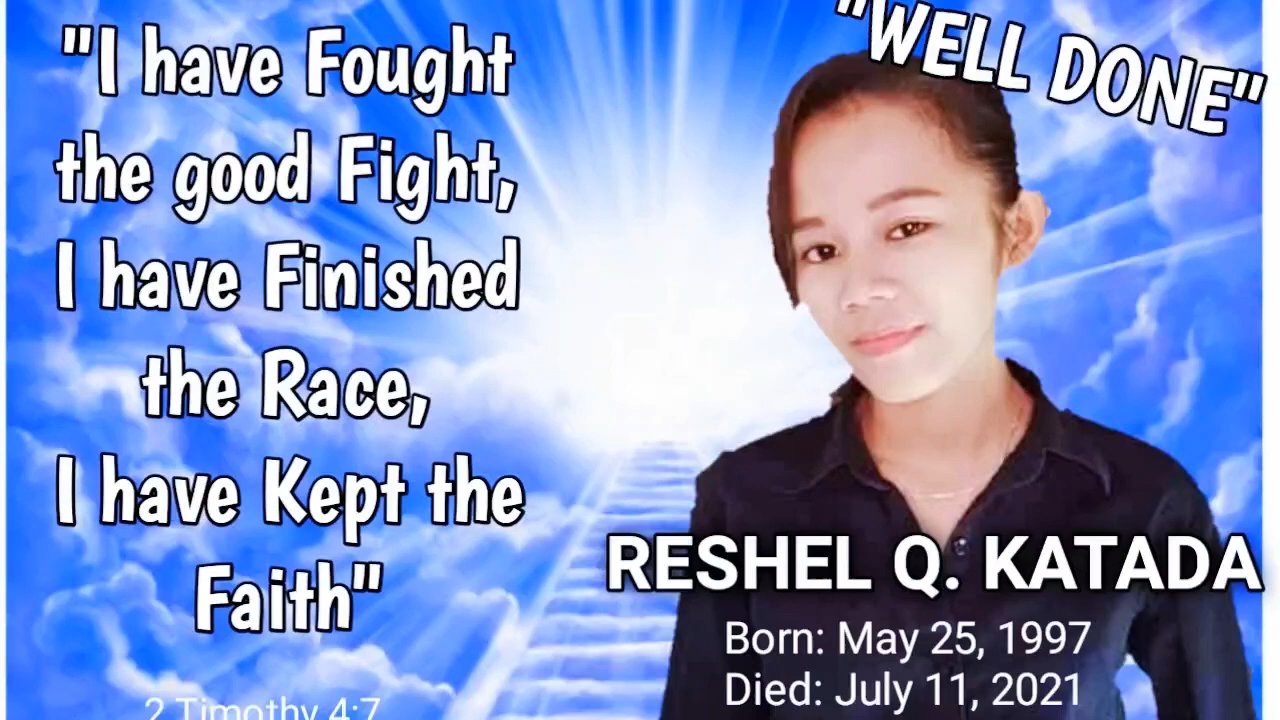 "I have Fought
the good Fight,
I have Finished
the Race,
I have Kept the
Faith"
2 Timothy 4:7
"WELL DONE"
RESHEL Q. KATADA
Born: May 25, 1997
Died: July 11, 2021